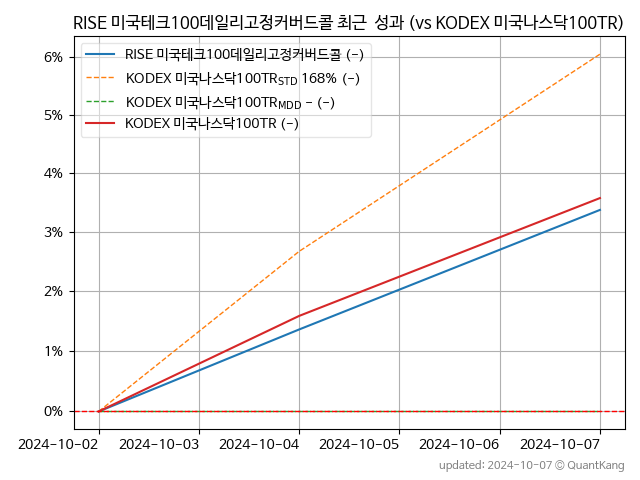 RISE 미국테크100데일리고정커버드콜 최근  성과 (vs KODEX 미국나스닥100TR)
RISE 미국테크100데일리고정커버드콜 (-)
KODEX 미국나스닥100TR_STD 168% (-)
KODEX 미국나스닥100TR_MDD - (-)
KODEX 미국나스닥100TR (-)
6%
5%
4%
3%
2%
1%
0%
2024-10-02 2024-10-03 2024-10-04 2024-10-05 2024-10-06 2024-10-07
updated: 2024-10-07 © QuantKang